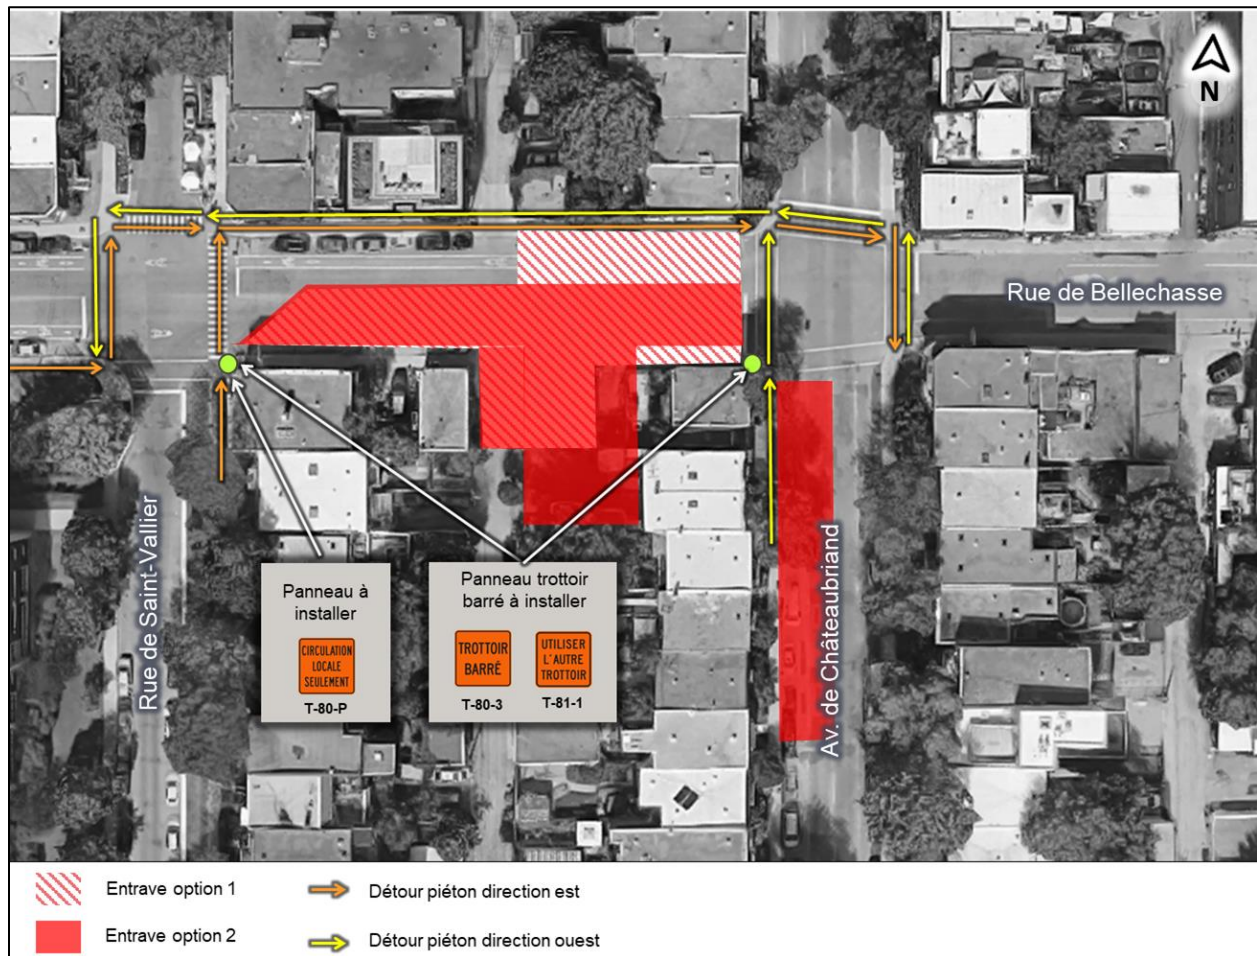 N
Rue de Bellechasse
Rue de Saint-Vallier
Av. de Châteaubriand
Panneau à
installer
CIRCULATION
LOCALE
SEULEMENT
T-80-P
Panneau trottoir
barré à installer
TROTTOIR
BARRÉ
T-80-3
UTILISER
L'AUTRE
TROTTOIR
T-81-1
Entrave option 1
Détour piéton direction est
Entrave option 2
Détour piéton direction ouest